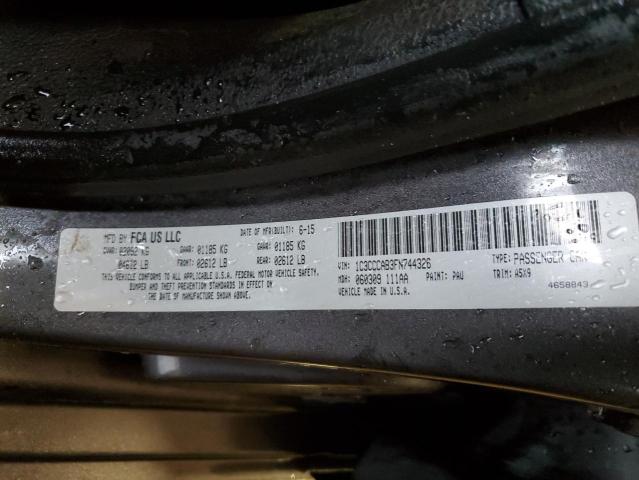 MFD BY FCA US LLC DATE OF MFR(BUILT): 6-15
GVWR: 02092 KG GAWR: 01185 KG GAWR: 01185 KG
04612 LB FRONT: 02612 LB REAR: 02612 LB
THIS VEHICLE CONFORMS TO ALL APPLICABLE U.S.A. FEDERAL MOTOR VEHICLE SAFETY,
BUMPER AND THEFT PREVENTION STANDARDS IN EFFECT ON
THE DATE OF MANUFACTURE SHOWN ABOVE.
VIN: 1C3CCCAB3FN744326 TYPE: PASSENGER CAR
MDH: 060309 111AA PAINT: PAU TRIM: A5X9
VEHICLE MADE IN U.S.A. 4658843